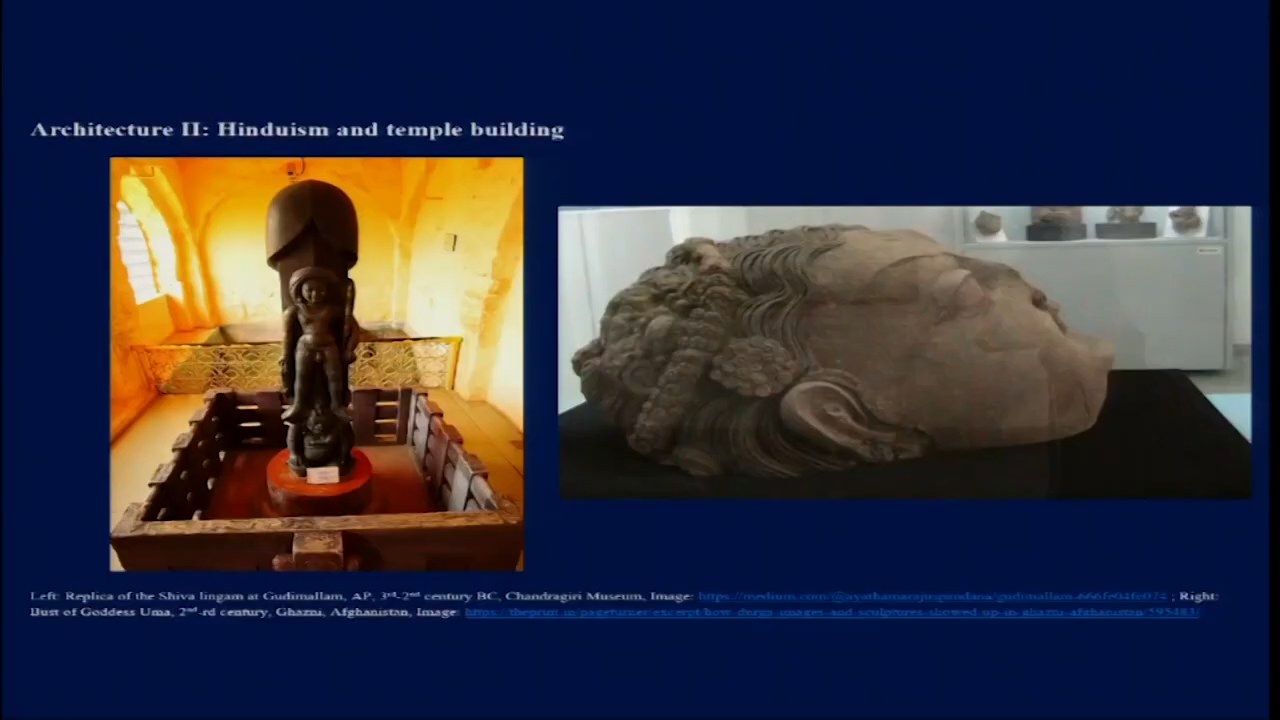 Architecture II: Hinduism and temple building
Left: Replica of the Shiva lingam at Gudimallam, AP, 3rd-2nd century BC, Chandragiri Museum, Image: ; Right:
Bust of Goddess Uma, 2nd-rd century, Ghazni, Afghanistan, Image: